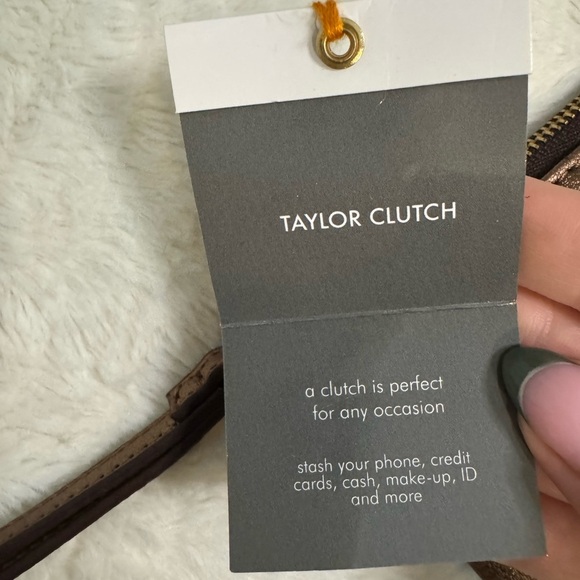 TAYLOR CLUTCH
a clutch is perfect
for any occasion
stash your phone, credit
cards, cash, make-up, ID
and more